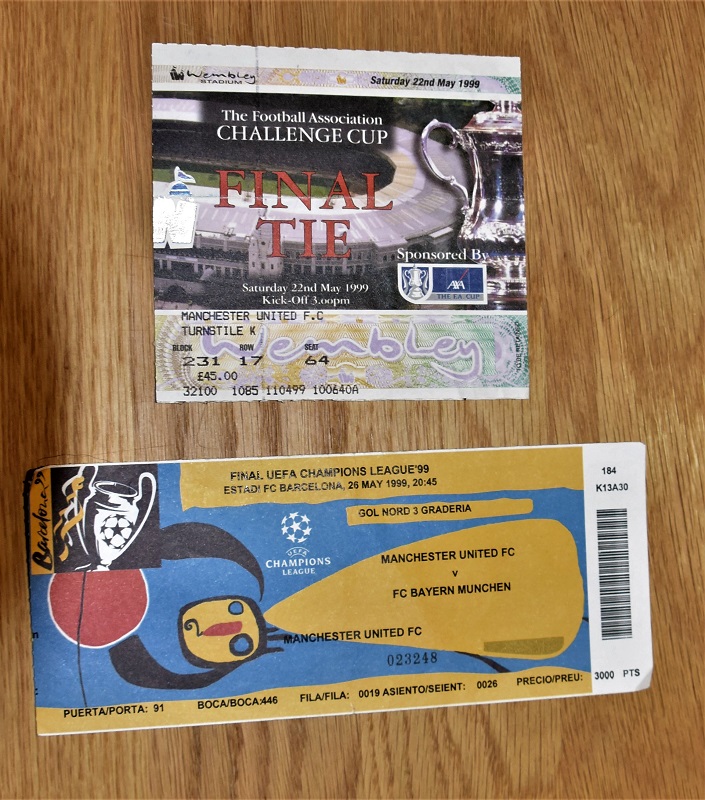 Wembley
STADIUM
Saturday 22nd May 1999
The Football Association
CHALLENGE CUP
FINAL
TIE
Sponsored By
AXA
THE F.A. CUP
Saturday 22nd May 1999
Kick-Off 3.00pm
MANCHESTER UNITED F.C
TURNSTILE K
BLOCK ROW SEAT
231 17 64
£45.00
Wembley
32100 1085 110499 100640A
Barcelona 99
FINAL UEFA CHAMPIONS LEAGUE'99
ESTADI FC BARCELONA, 26 MAY 1999, 20:45
GOL NORD 3 GRADERIA
184
K13A30
UEFA
CHAMPIONS
LEAGUE
MANCHESTER UNITED FC
v
FC BAYERN MUNCHEN
MANCHESTER UNITED FC
023248
PUERTA/PORTA: 91 BOCA/BOCA:446 FILA/FILA: 0019 ASIENTO/SEIENT: 0026 PRECIO/PREU: 3000 PTS